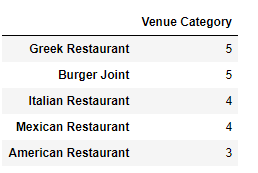 Venue Category
Greek Restaurant 5
Burger Joint 5
Italian Restaurant 4
Mexican Restaurant 4
American Restaurant 3